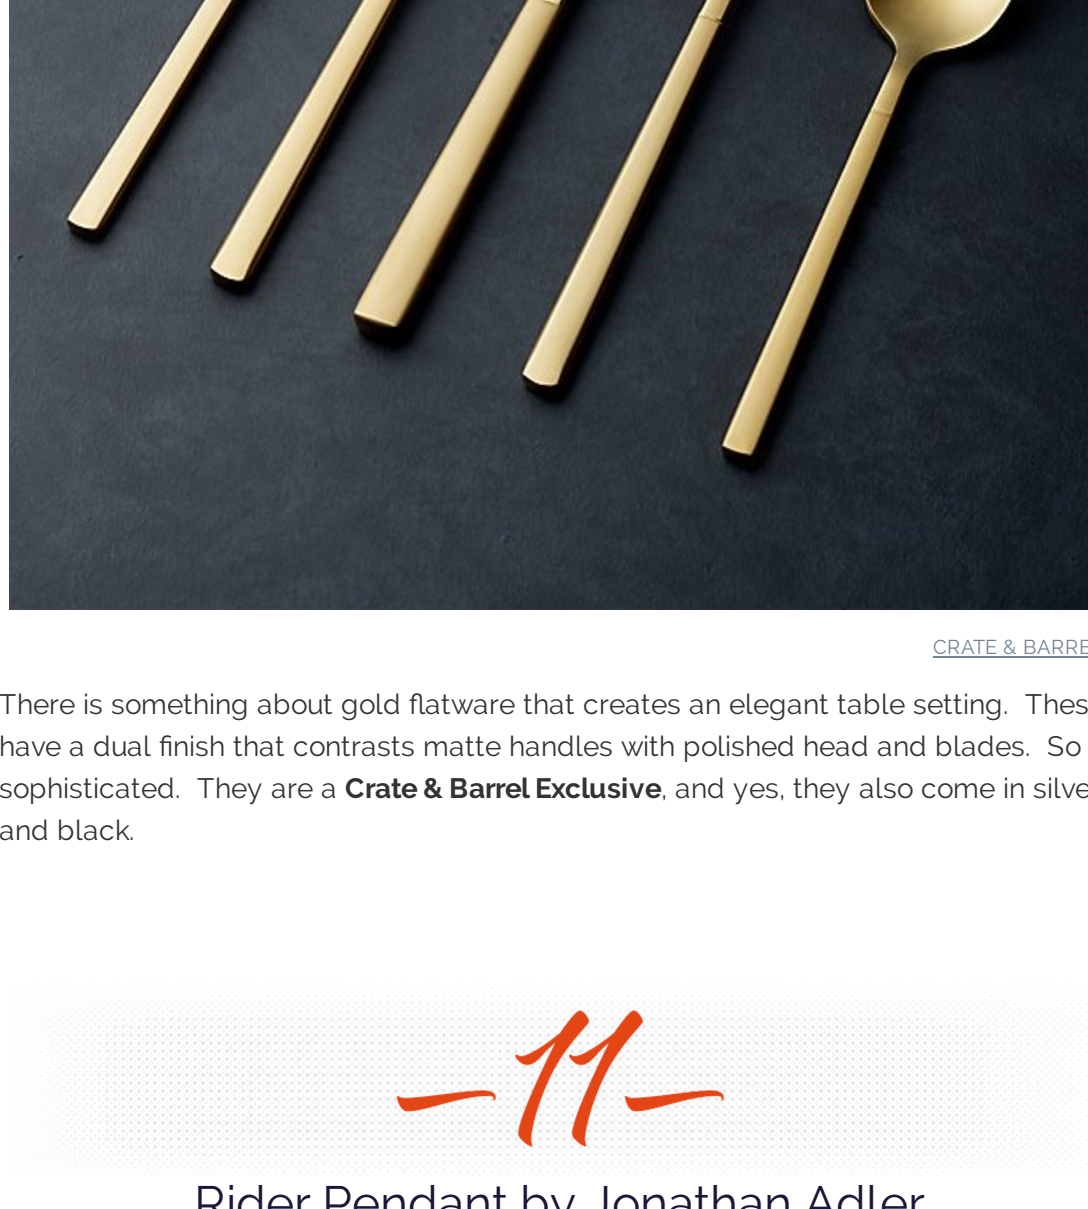 CRATE & BARRE
There is something about gold flatware that creates an elegant table setting.  Thes
have a dual finish that contrasts matte handles with polished head and blades.  So
sophisticated.  They are a Crate & Barrel Exclusive, and yes, they also come in silve
and black.
–11–
Rider Pendant by Jonathan Adler